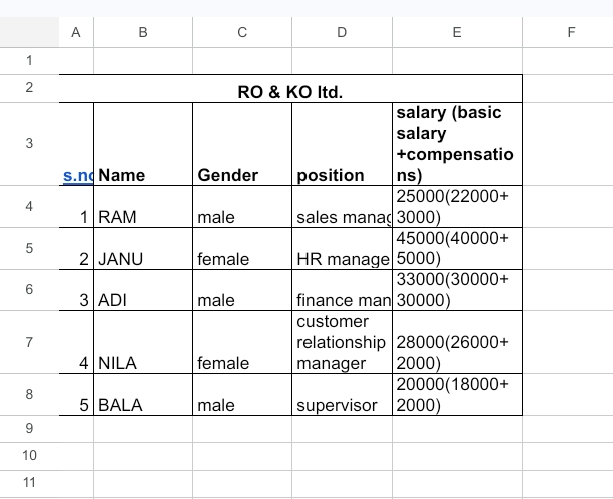 A B C D E F
1
2 RO & KO ltd.
3 s.no Name Gender position salary (basic salary +compensatio ns)
4 1 RAM male sales manag 25000(22000+ 3000)
5 2 JANU female HR manage 45000(40000+ 5000)
6 3 ADI male finance man 33000(30000+ 30000)
7 4 NILA female customer relationship manager 28000(26000+ 2000)
8 5 BALA male supervisor 20000(18000+ 2000)
9
10
11